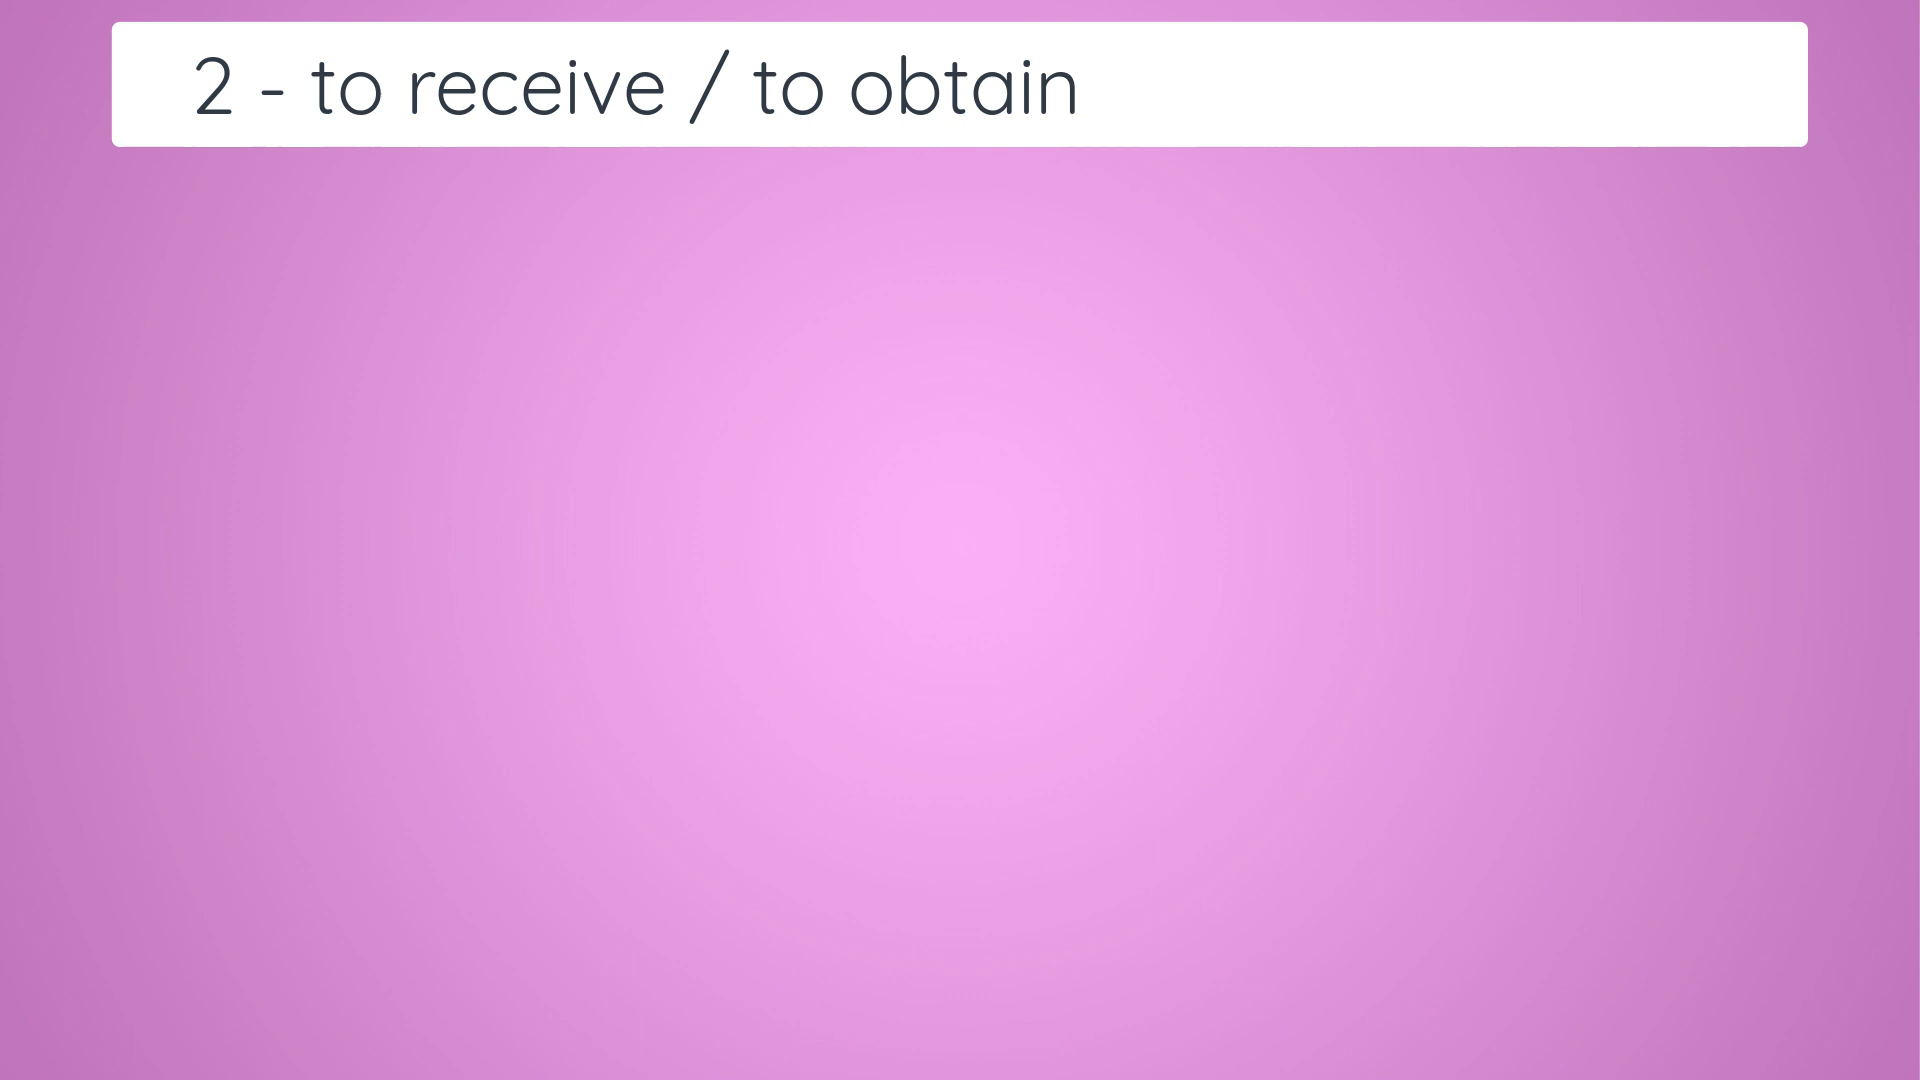 2 - to receive / to obtain